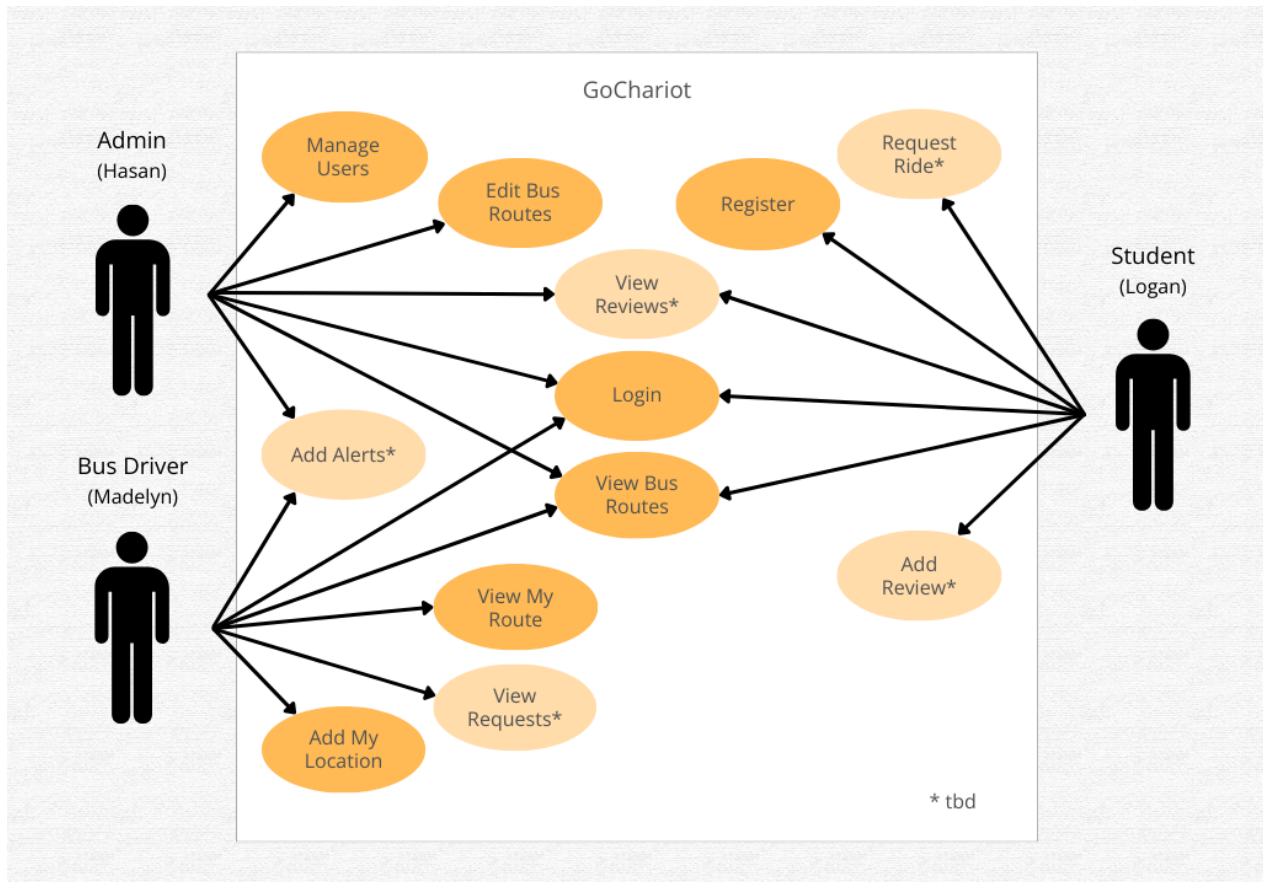 GoChariot
Admin
(Hasan)
Manage
Users
Edit Bus
Routes
Register
Request
Ride*
Student
(Logan)
View
Reviews*
Login
Add Alerts*
Bus Driver
(Madelyn)
View Bus
Routes
View My
Route
Add
Review*
View
Requests*
Add My
Location
* tbd